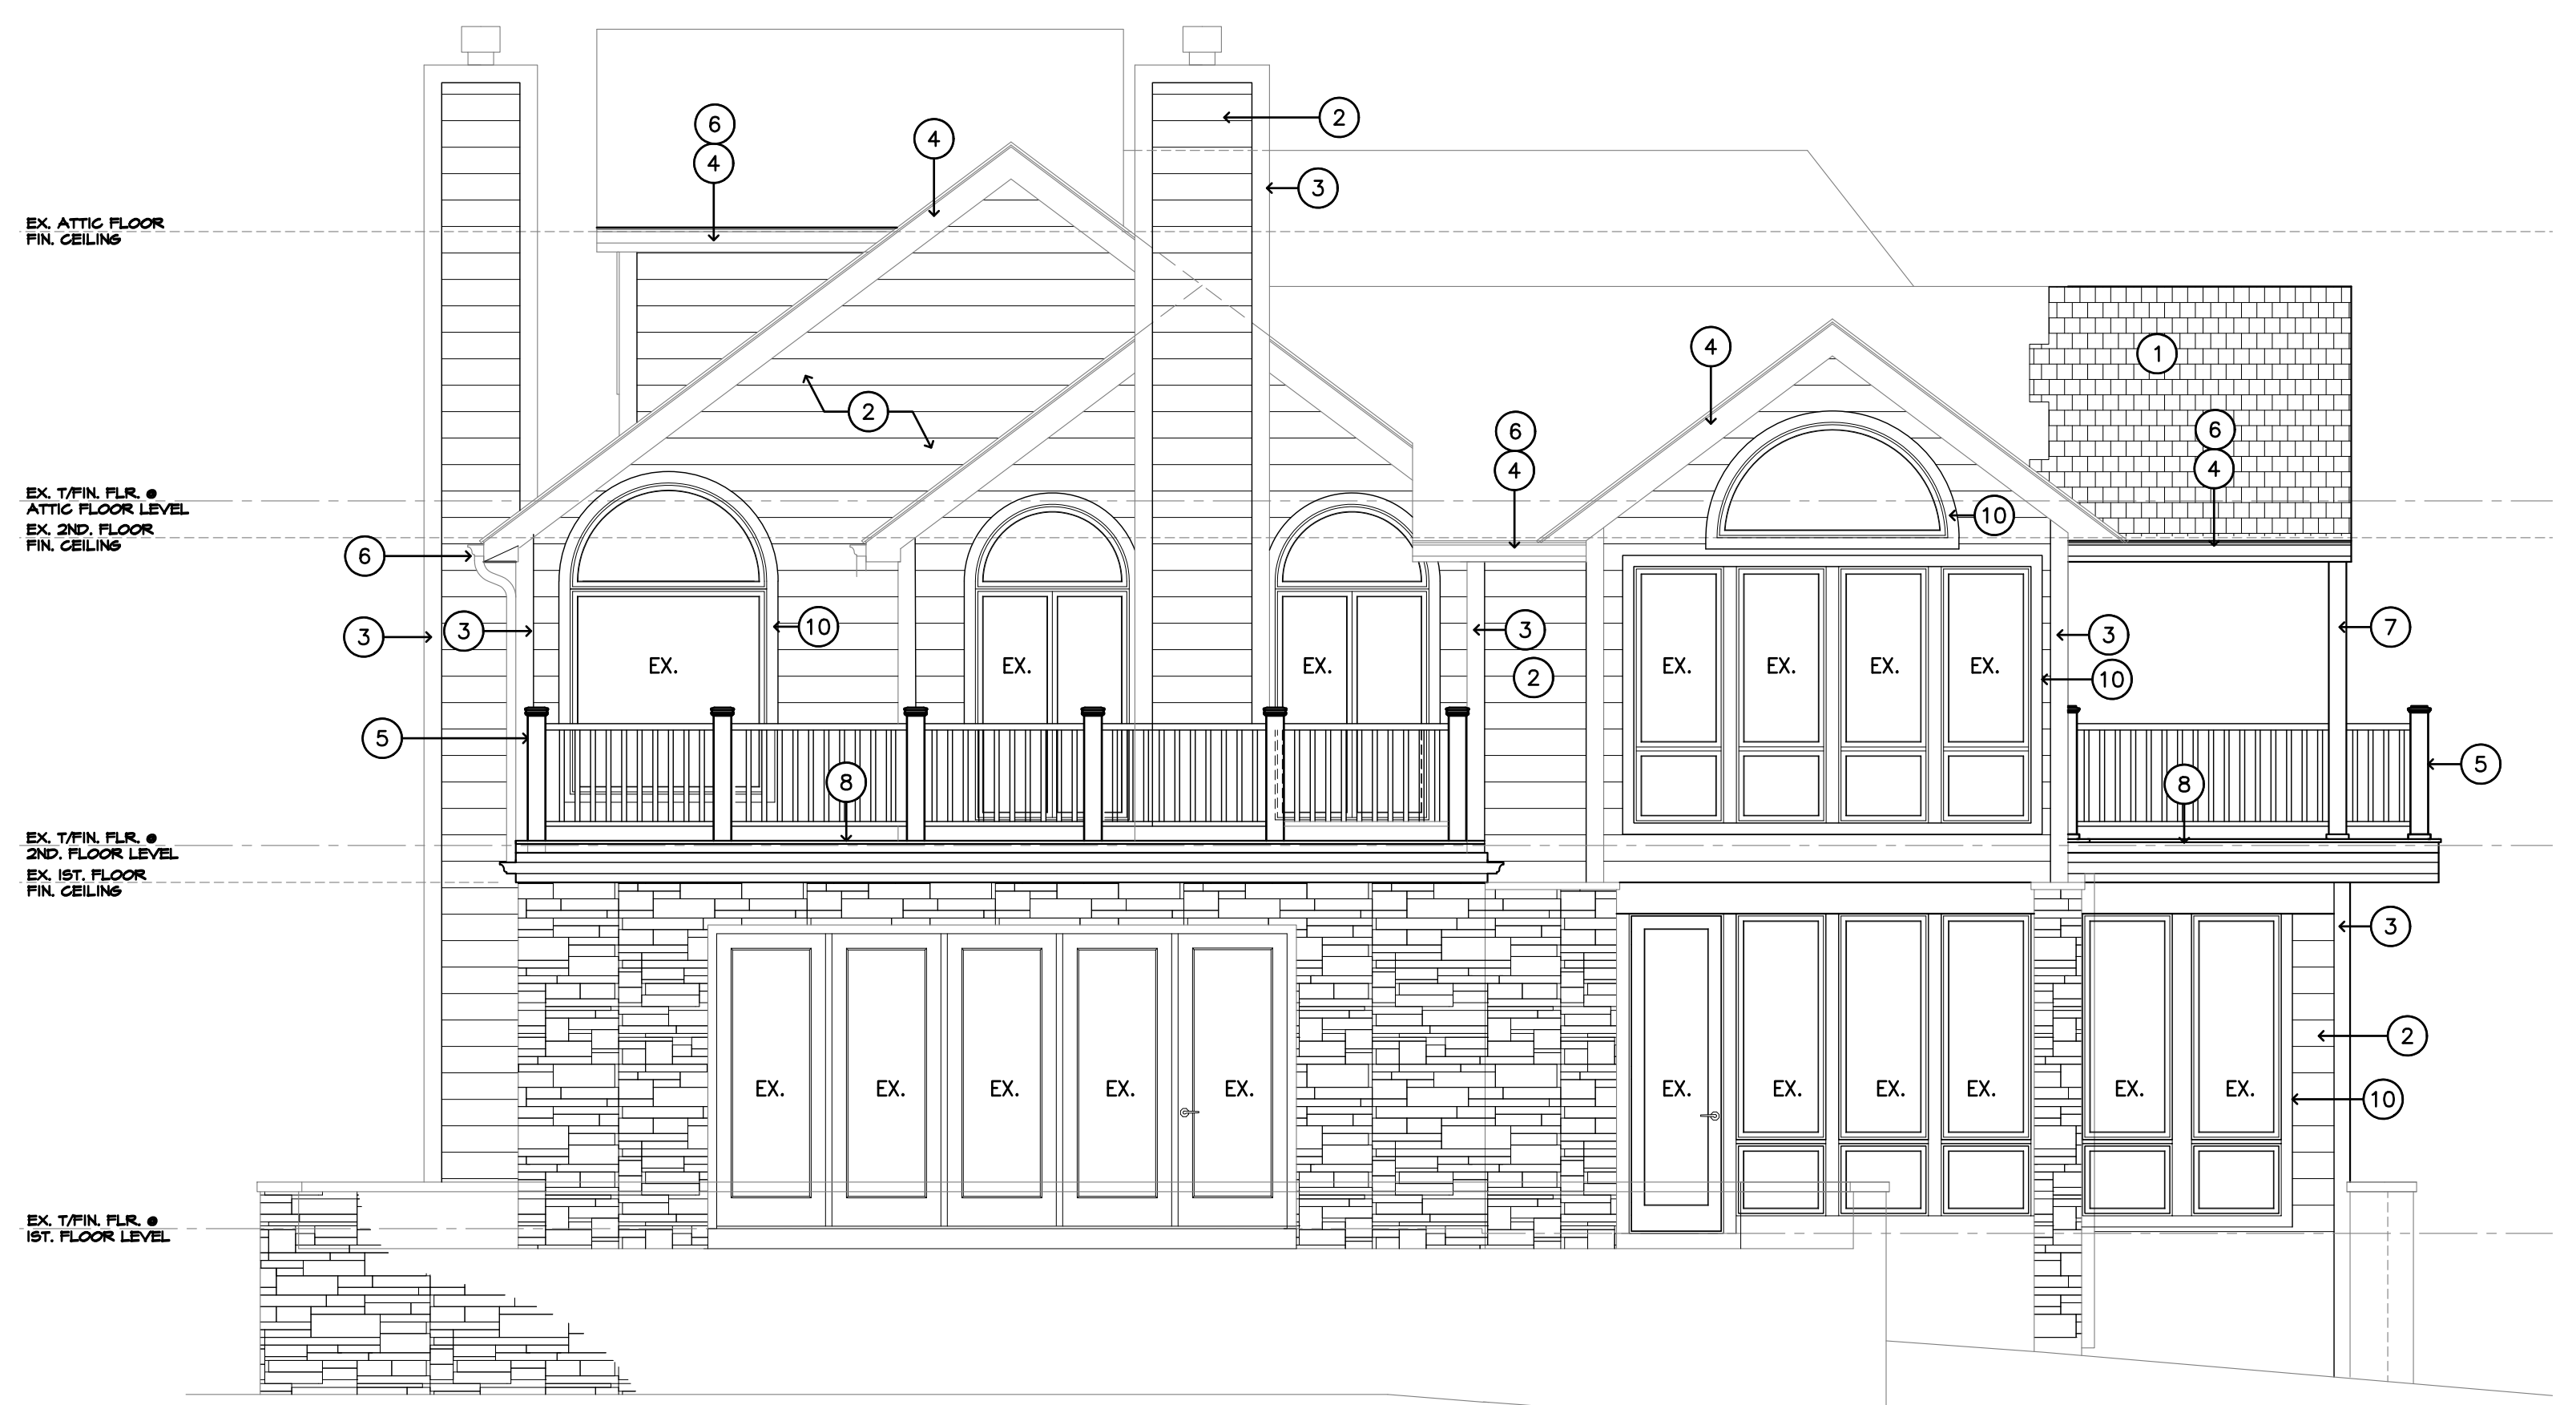 6
4
4
2
3
EX. ATTIC FLOOR
FIN. CEILING
4
1
2
6
4
6
4
EX. T/FIN. FLR. @
ATTIC FLOOR LEVEL
EX. 2ND. FLOOR
FIN. CEILING
10
6
3
3
10
3
3
7
EX.
EX.
EX.
2
EX.
EX.
EX.
EX.
10
5
8
8
5
EX. T/FIN. FLR. @
2ND. FLOOR LEVEL
EX. 1ST. FLOOR
FIN. CEILING
3
2
EX.
EX.
EX.
EX.
EX.
EX.
EX.
EX.
EX.
EX.
EX.
10
EX. T/FIN. FLR. @
1ST. FLOOR LEVEL